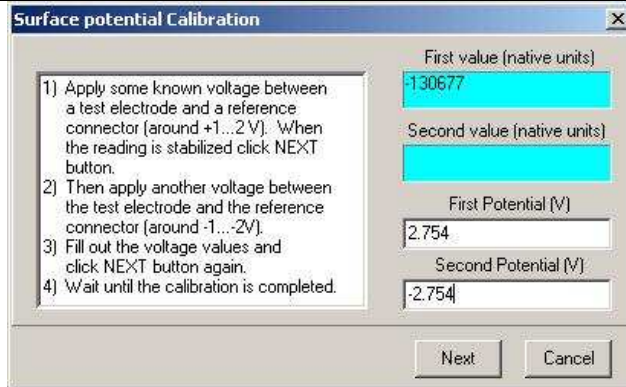 Surface potential Calibration
1) Apply some known voltage between
a test electrode and a reference
connector (around +1...2 V). When
the reading is stabilized click NEXT
button.
2) Then apply another voltage between
the test electrode and the reference
connector (around -1...-2V).
3) Fill out the voltage values and
click NEXT button again.
4) Wait until the calibration is completed.
First value (native units)
-130677
Second value (native units)
First Potential (V)
2.754
Second Potential (V)
-2.754
Next
Cancel